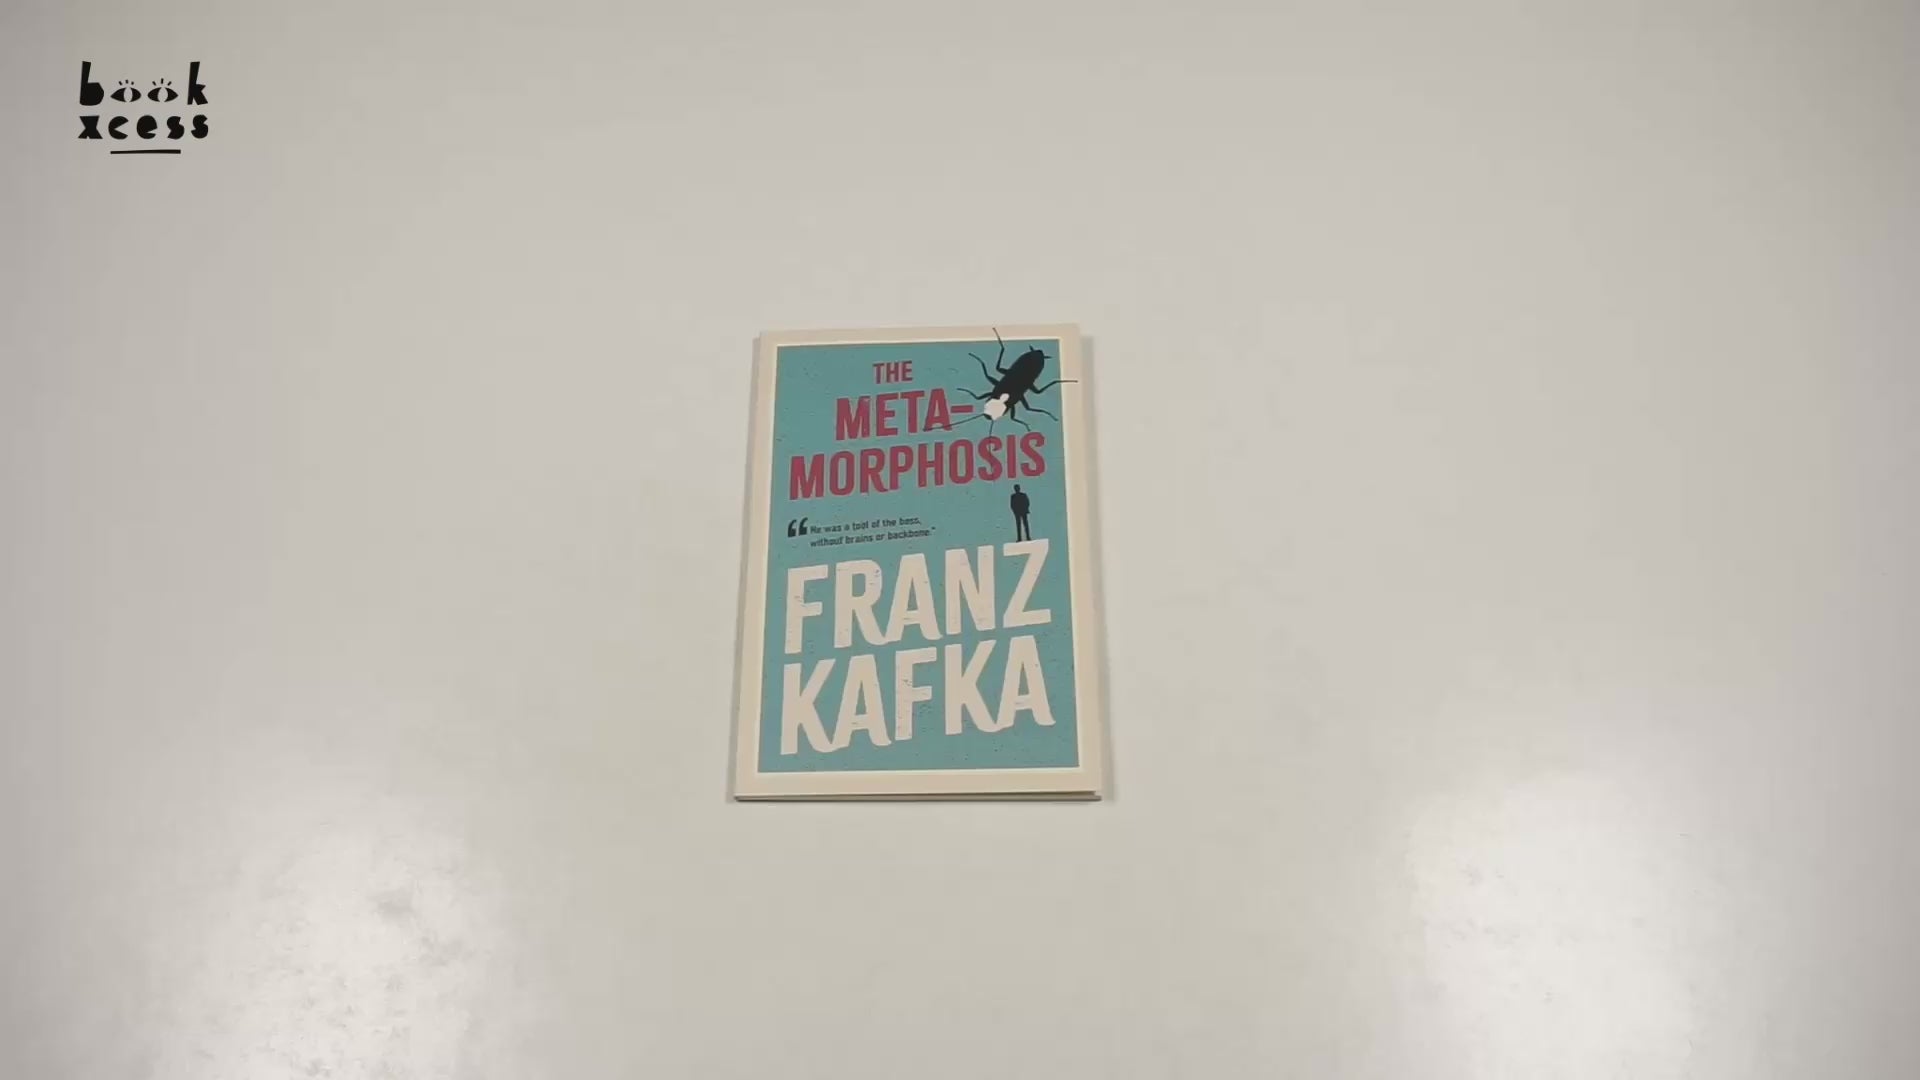 book
xcess
THE
META-
MORPHOSIS
“He was a tool of the boss,
without brains or backbone.”
FRANZ
KAFKA